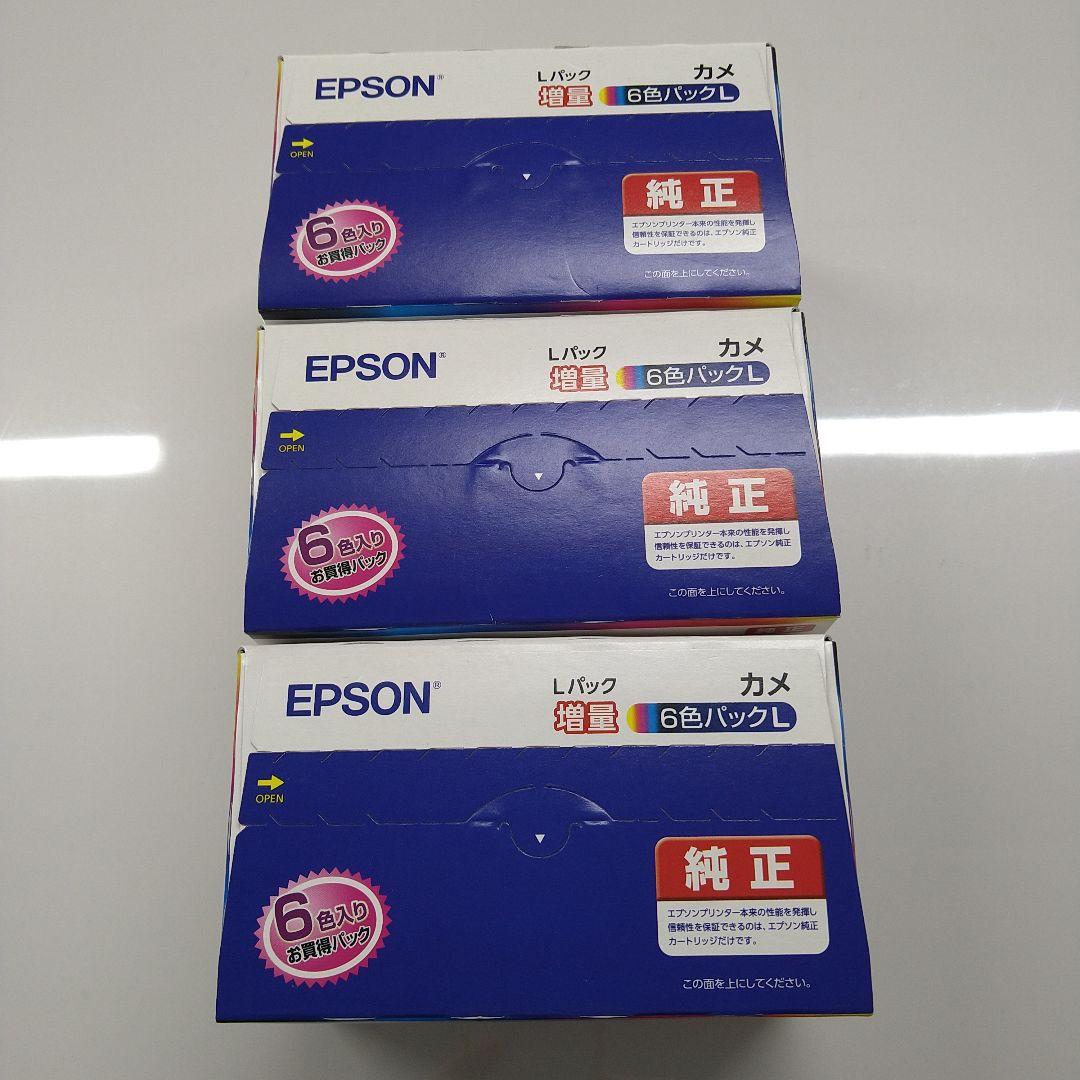 EPSON®
Lパック
増量
カメ
6色パックL
OPEN
6色入り
お買得パック
純正
エプソンプリンター本来の性能を発揮し
信頼性を保証できるのは、エプソン純正
カートリッジだけです。
この面を上にしてください。
EPSON®
Lパック
増量
カメ
6色パックL
OPEN
6色入り
お買得パック
純正
エプソンプリンター本来の性能を発揮し
信頼性を保証できるのは、エプソン純正
カートリッジだけです。
この面を上にしてください。
純正
EPSON®
Lパック
増量
カメ
6色パックL
OPEN
6色入り
お買得パック
純正
エプソンプリンター本来の性能を発揮し
信頼性を保証できるのは、エプソン純正
カートリッジだけです。
この面を上にしてください。